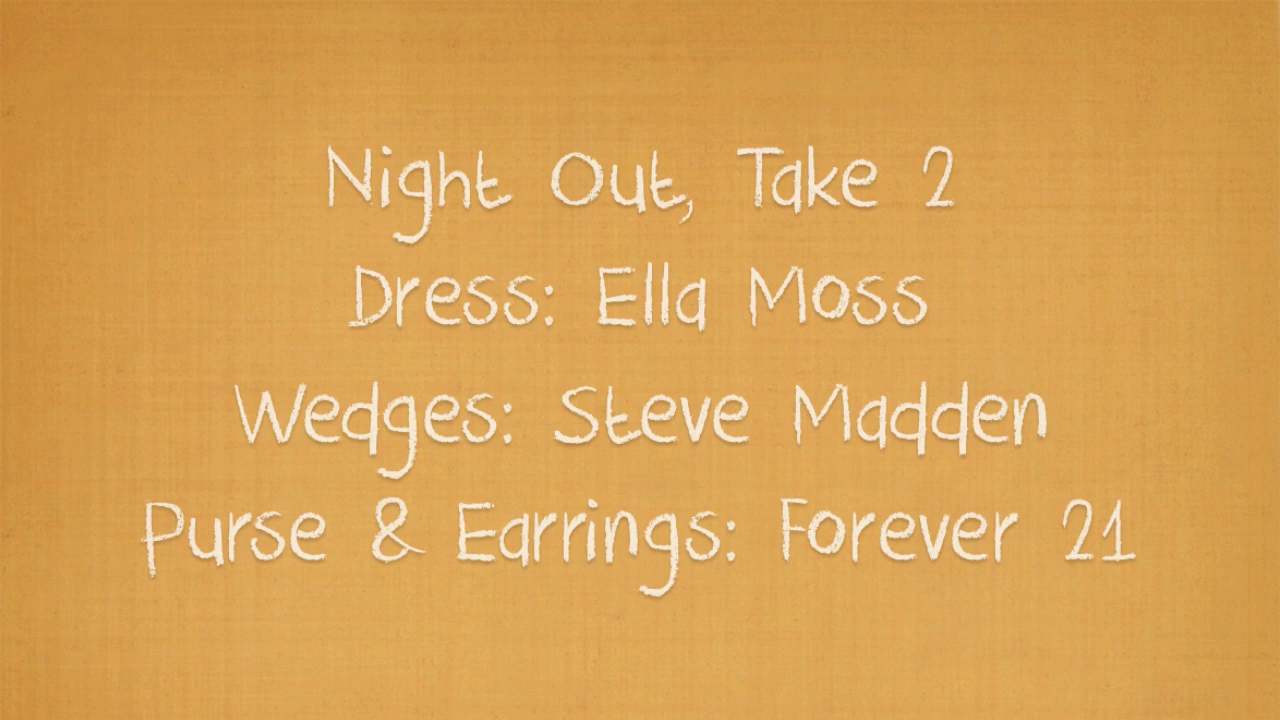 Night Out, Take 2
Dress: Ella Moss
Wedges: Steve Madden
Purse & Earrings: Forever 21